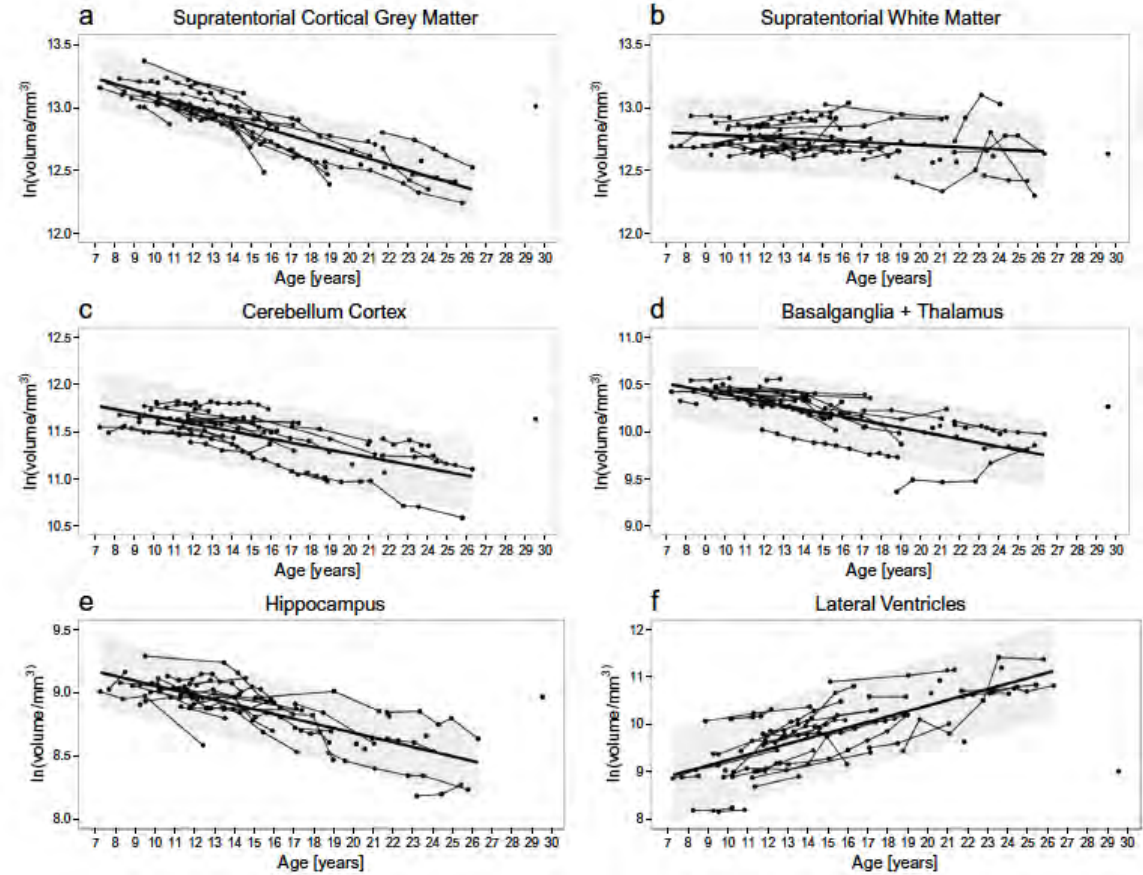 a Supratentorial Cortical Grey Matter
ln(volume/mm³)
13.5
13.0
12.5
12.0
7 8 9 10 11 12 13 14 15 16 17 18 19 20 21 22 23 24 25 26 27 28 29 30
Age [years]
b Supratentorial White Matter
ln(volume/mm³)
13.5
13.0
12.5
12.0
7 8 9 10 11 12 13 14 15 16 17 18 19 20 21 22 23 24 25 26 27 28 29 30
Age [years]
c Cerebellum Cortex
ln(volume/mm³)
12.5
12.0
11.5
11.0
10.5
7 8 9 10 11 12 13 14 15 16 17 18 19 20 21 22 23 24 25 26 27 28 29 30
Age [years]
d Basalganglia + Thalamus
ln(volume/mm³)
11.0
10.5
10.0
9.5
9.0
7 8 9 10 11 12 13 14 15 16 17 18 19 20 21 22 23 24 25 26 27 28 29 30
Age [years]
e Hippocampus
ln(volume/mm³)
9.5
9.0
8.5
8.0
7 8 9 10 11 12 13 14 15 16 17 18 19 20 21 22 23 24 25 26 27 28 29 30
Age [years]
f Lateral Ventricles
ln(volume/mm³)
12
11
10
9
8
7 8 9 10 11 12 13 14 15 16 17 18 19 20 21 22 23 24 25 26 27 28 29 30
Age [years]